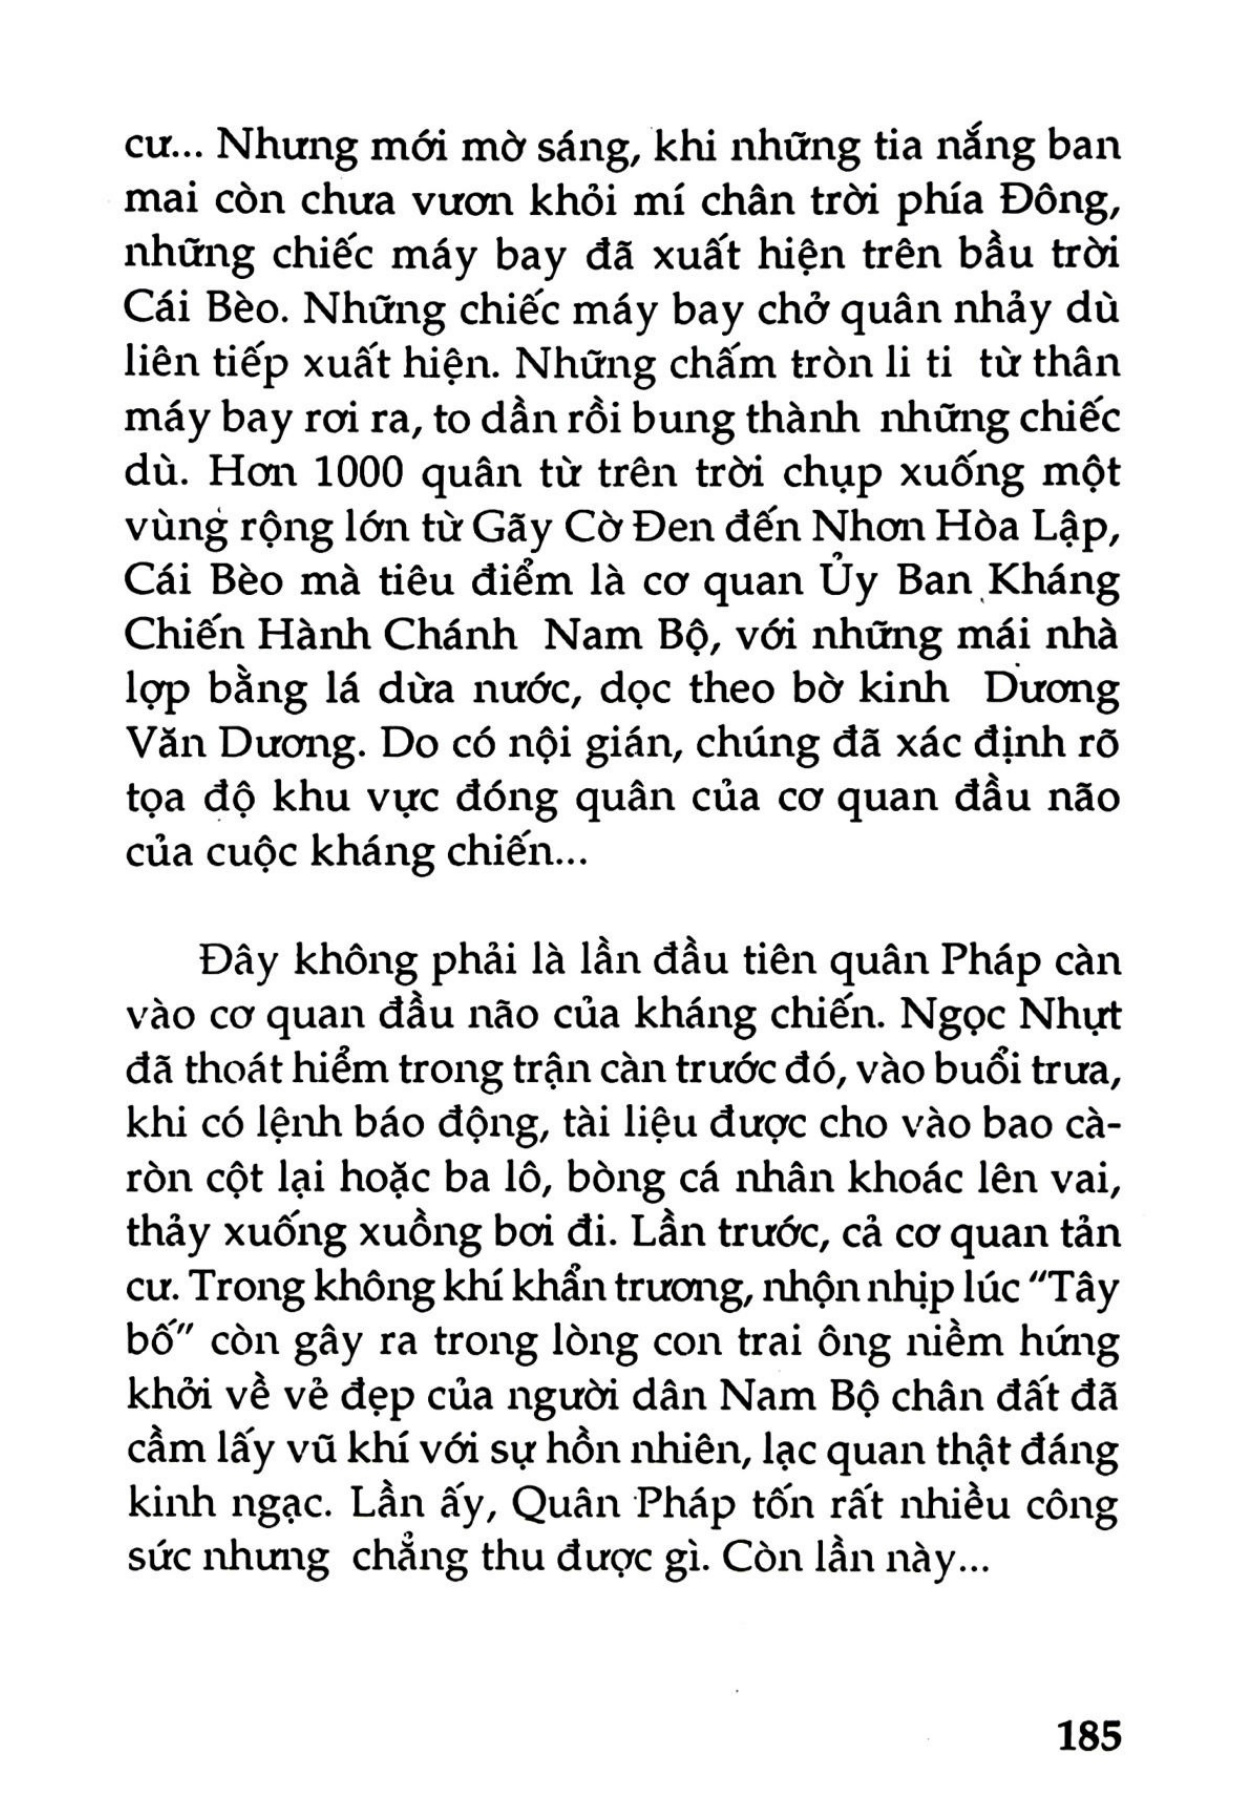 cư... Nhưng mới mờ sáng, khi những tia nắng ban
mai còn chưa vươn khỏi mí chân trời phía Đông,
những chiếc máy bay đã xuất hiện trên bầu trời
Cái Bèo. Những chiếc máy bay chở quân nhảy dù
liên tiếp xuất hiện. Những chấm tròn li ti từ thân
máy bay rơi ra, to dần rồi bung thành những chiếc
dù. Hơn 1000 quân từ trên trời chụp xuống một
vùng rộng lớn từ Gãy Cờ Đen đến Nhơn Hòa Lập,
Cái Bèo mà tiêu điểm là cơ quan Ủy Ban Kháng
Chiến Hành Chánh Nam Bộ, với những mái nhà
lợp bằng lá dừa nước, dọc theo bờ kinh Dương
Văn Dương. Do có nội gián, chúng đã xác định rõ
tọa độ khu vực đóng quân của cơ quan đầu não
của cuộc kháng chiến...
Đây không phải là lần đầu tiên quân Pháp càn
vào cơ quan đầu não của kháng chiến. Ngọc Nhựt
đã thoát hiểm trong trận càn trước đó, vào buổi trưa,
khi có lệnh báo động, tài liệu được cho vào bao cà-
ròn cột lại hoặc ba lô, bòng cá nhân khoác lên vai,
thảy xuống xuồng bơi đi. Lần trước, cả cơ quan tản
cư. Trong không khí khẩn trương, nhộn nhịp lúc "Tây
bố" còn gây ra trong lòng con trai ông niềm hứng
khởi về vẻ đẹp của người dân Nam Bộ chân đất đã
cầm lấy vũ khí với sự hồn nhiên, lạc quan thật đáng
kinh ngạc. Lần ấy, Quân Pháp tốn rất nhiều công
sức nhưng chẳng thu được gì. Còn lần này...
185